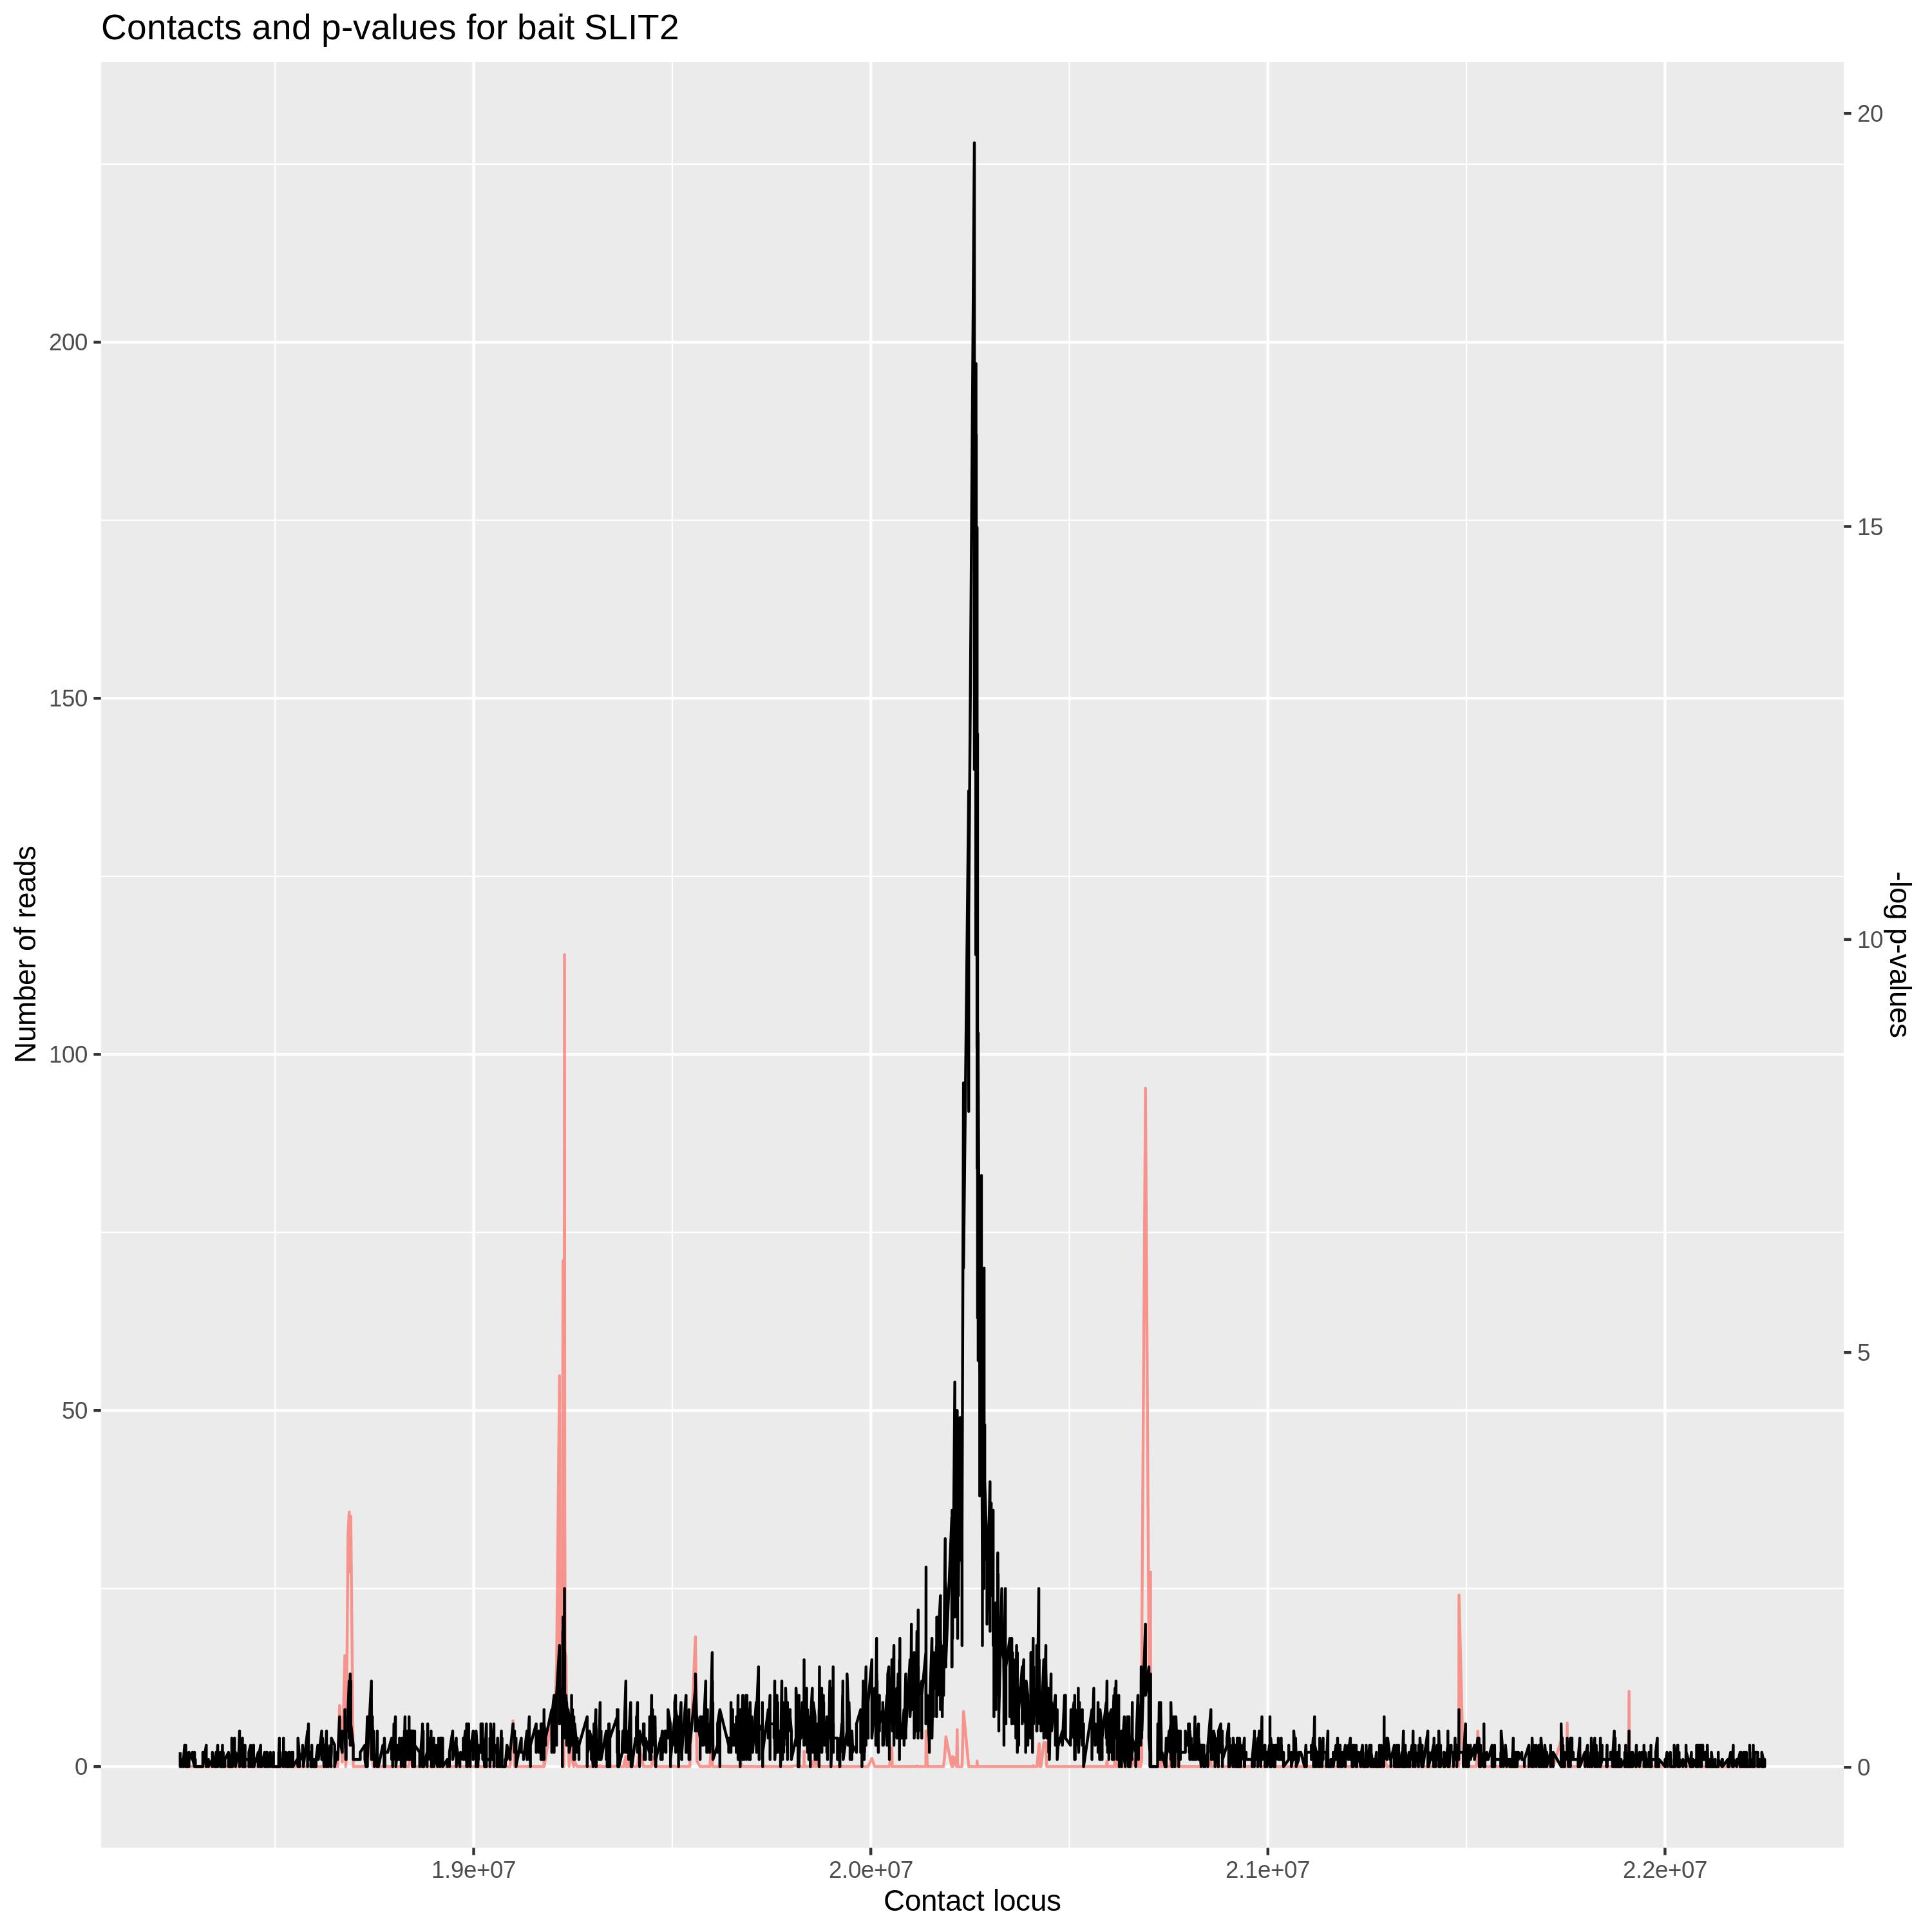 Contacts and p-values for bait SLIT2
Number of reads
200
150
100
50
0
20
15
10
5
0
-log p-values
1.9e+07 2.0e+07 2.1e+07 2.2e+07
Contact locus